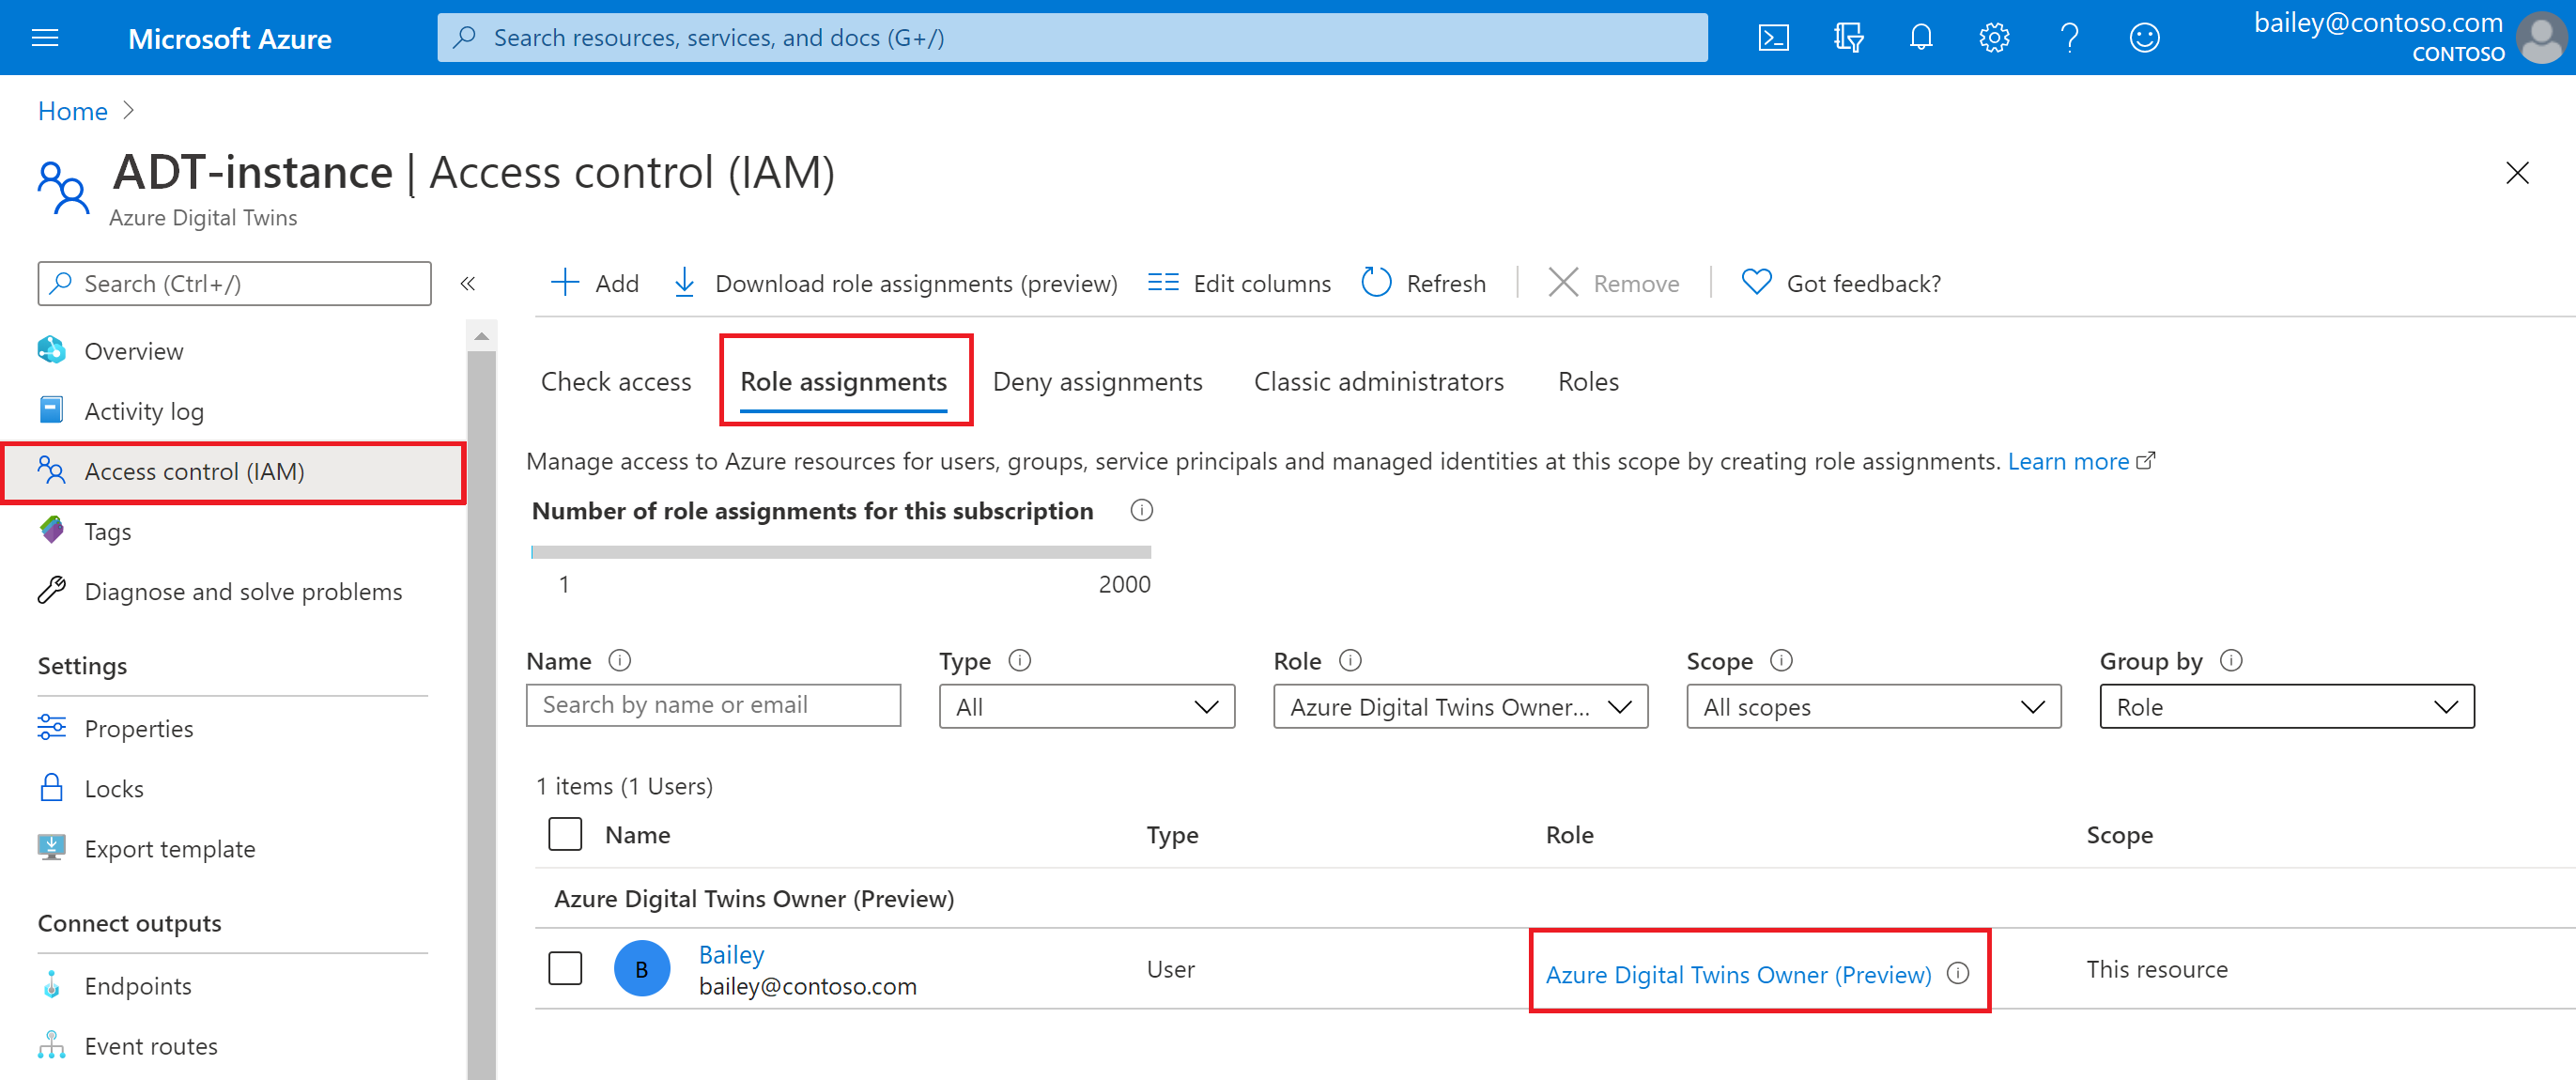 Microsoft Azure
Search resources, services, and docs (G+/)
bailey@contoso.com
CONTOSO
Home
ADT-instance | Access control (IAM)
Azure Digital Twins
Search (Ctrl+/)
Overview
Activity log
Access control (IAM)
Tags
Diagnose and solve problems
Settings
Properties
Locks
Export template
Connect outputs
Endpoints
Event routes
Add
Download role assignments (preview)
Edit columns
Refresh
Remove
Got feedback?
Check access
Role assignments
Deny assignments
Classic administrators
Roles
Manage access to Azure resources for users, groups, service principals and managed identities at this scope by creating role assignments. Learn more
Number of role assignments for this subscription
1
2000
Name
Search by name or email
Type
All
Role
Azure Digital Twins Owner...
Scope
All scopes
Group by
Role
1 items (1 Users)
Name
Type
Role
Scope
Azure Digital Twins Owner (Preview)
B
Bailey
bailey@contoso.com
User
Azure Digital Twins Owner (Preview)
This resource